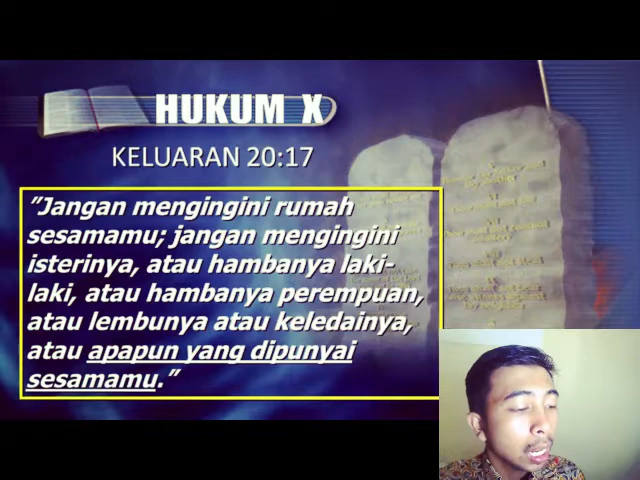 HUKUM X
KELUARAN 20:17
"Jangan mengingini rumah
sesamamu; jangan mengingini
isterinya, atau hambanya laki-
laki, atau hambanya perempuan,
atau lembunya atau keledainya,
atau apapun yang dipunyai
sesamamu."